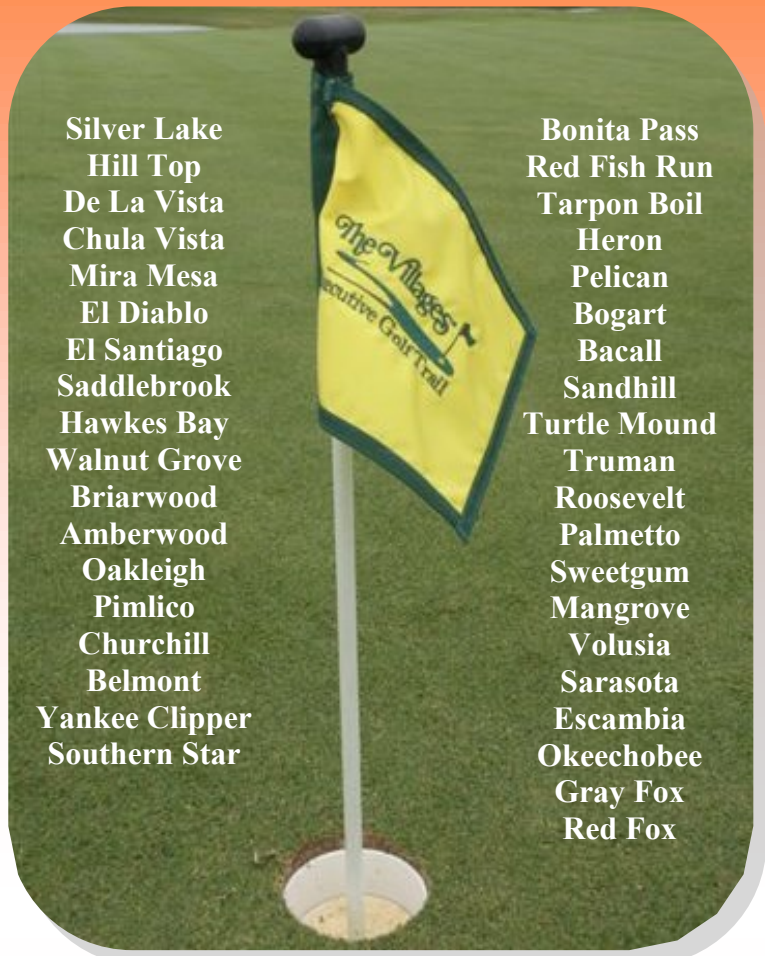 Silver Lake
Hill Top
De La Vista
Chula Vista
Mira Mesa
El Diablo
El Santiago
Saddlebrook
Hawkes Bay
Walnut Grove
Briarwood
Amberwood
Oakleigh
Pimlico
Churchill
Belmont
Yankee Clipper
Southern Star
The Villages
Golf Trail
Bonita Pass
Red Fish Run
Tarpon Boil
Heron
Pelican
Bogart
Bacall
Sandhill
Turtle Mound
Truman
Roosevelt
Palmetto
Sweetgum
Mangrove
Volusia
Sarasota
Escambia
Okeechobee
Gray Fox
Red Fox